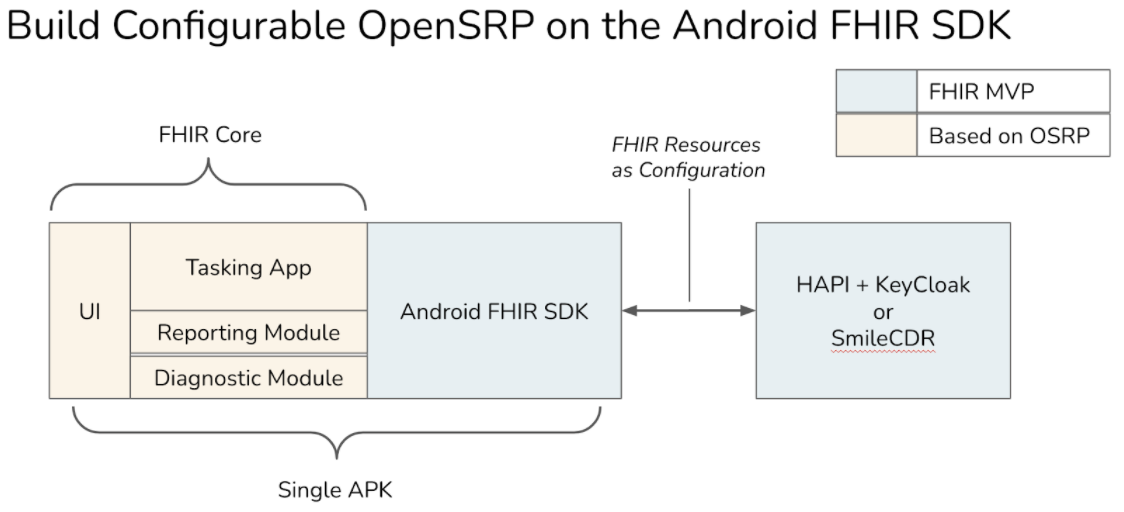 Build Configurable OpenSRP on the Android FHIR SDK
FHIR MVP
Based on OSRP
FHIR Core
FHIR Resources
as Configuration
UI
Tasking App
Reporting Module
Diagnostic Module
Android FHIR SDK
HAPI + KeyCloak
or
SmileCDR
Single APK